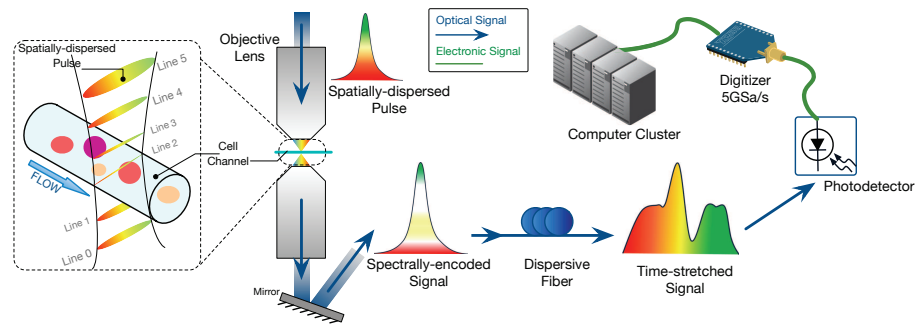 Spatially-dispersed
Pulse
Line 5
Line 4
Line 3
Line 2
Line 1
Line 0
FLOW
Cell
Channel
Objective
Lens
Spatially-dispersed
Pulse
Optical Signal
Electronic Signal
Computer Cluster
Digitizer
5GSa/s
Photodetector
Mirror
Spectrally-encoded
Signal
Dispersive
Fiber
Time-stretched
Signal